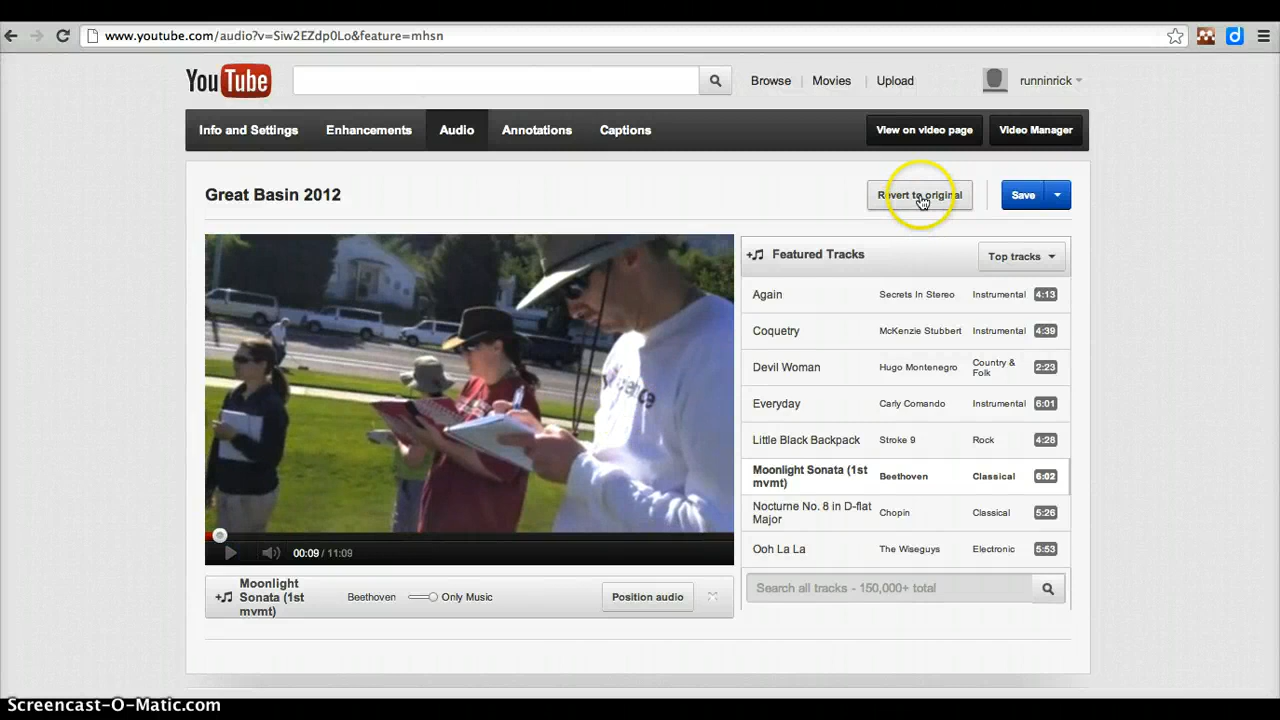 www.youtube.com/audio?v=Siw2EZdp0Lo&feature=mhsn
YouTube
Browse
Movies
Upload
runninrick
Info and Settings
Enhancements
Audio
Annotations
Captions
View on video page
Video Manager
Great Basin 2012
Revert to original
Save
Featured Tracks
Top tracks
Again Secrets In Stereo Instrumental 4:13
Coquetry McKenzie Stubbert Instrumental 4:39
Devil Woman Hugo Montenegro Country &
Folk 2:23
Everyday Carly Comando Instrumental 6:01
Little Black Backpack Stroke 9 Rock 4:28
Moonlight Sonata (1st
mvmt) Beethoven Classical 6:02
Nocturne No. 8 in D-flat
Major Chopin Classical 5:26
Ooh La La The Wiseguys Electronic 5:53
Search all tracks - 150,000+ total
00:09 / 11:09
Moonlight
Sonata (1st
mvmt)
Beethoven
Only Music
Position audio
Screencast-O-Matic.com